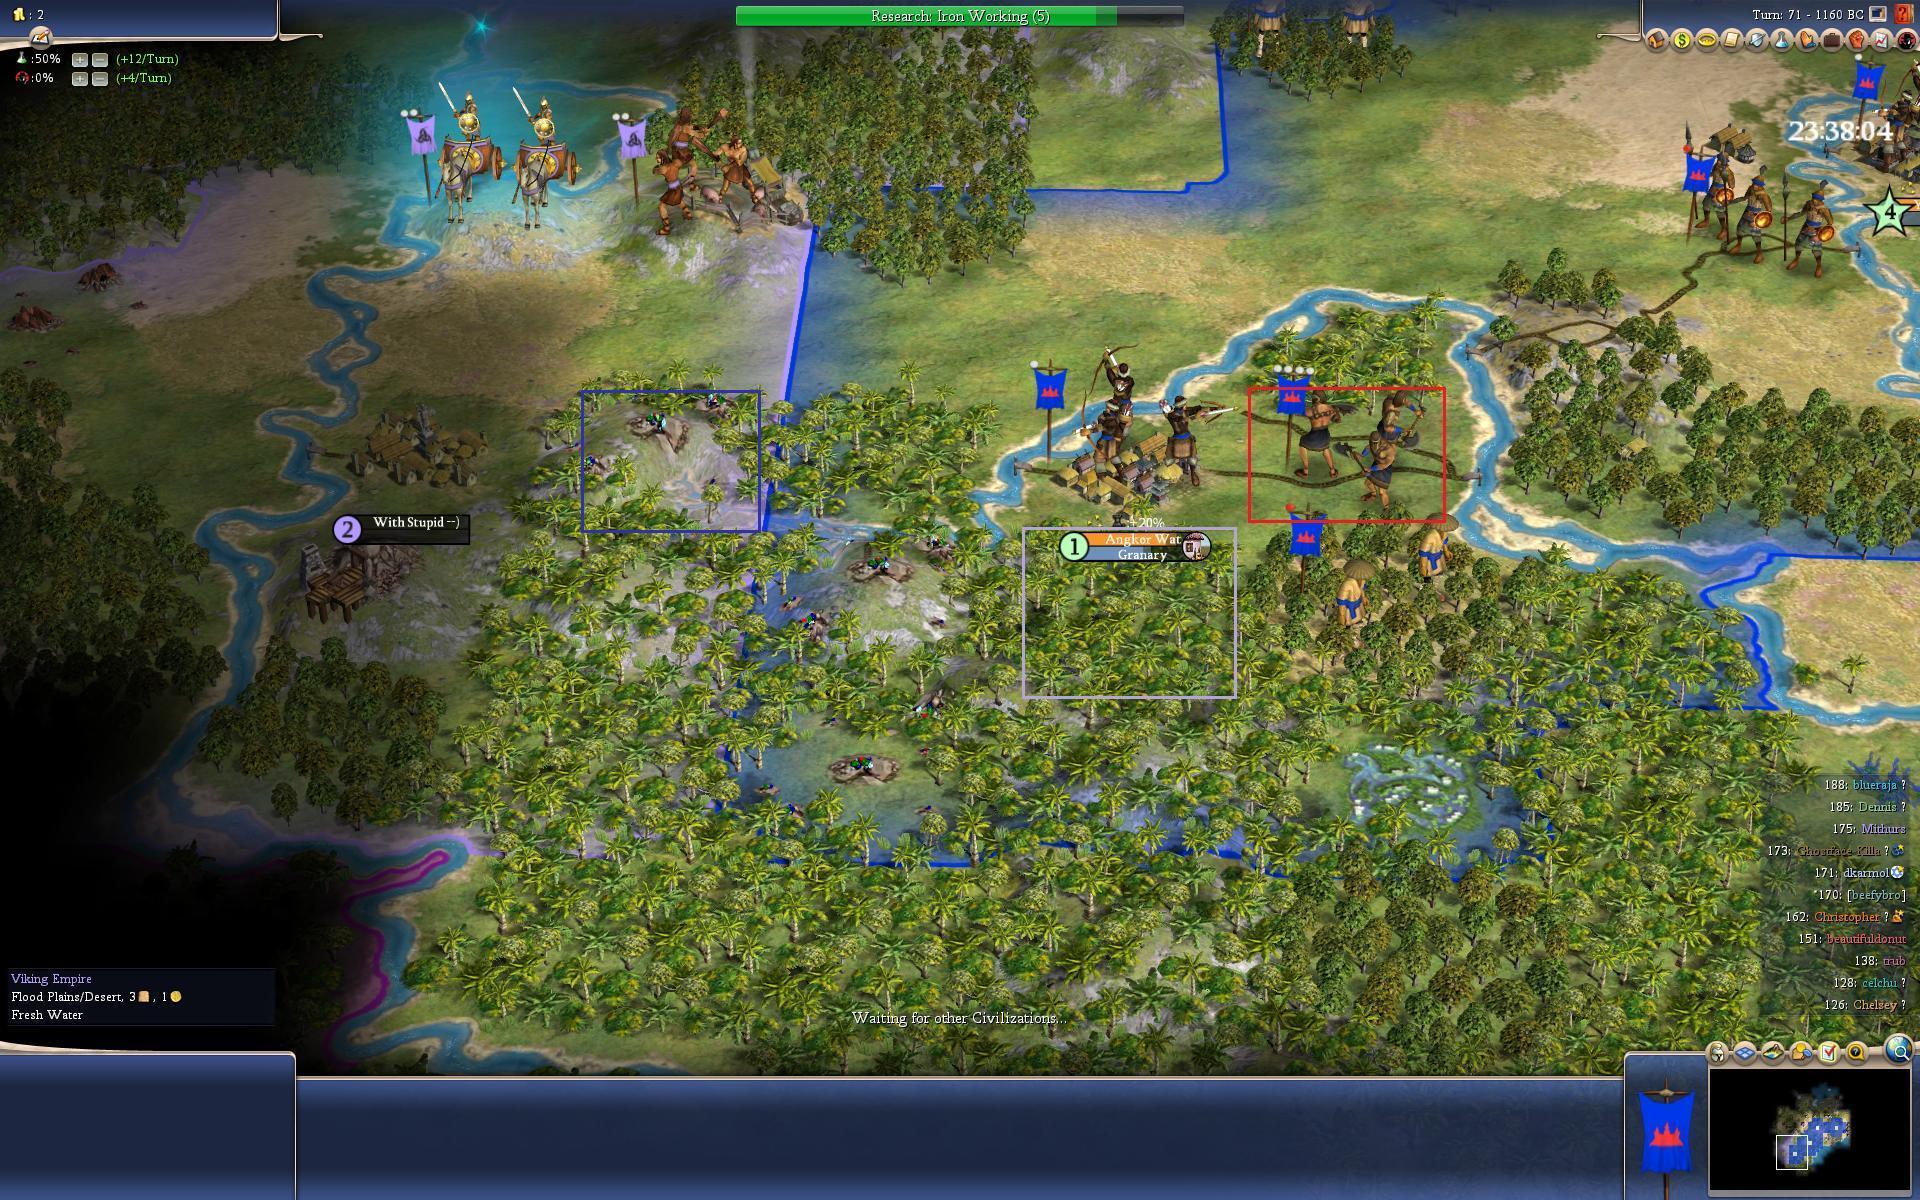 : 2
Research: Iron Working (5)
Turn: 71 - 1160 BC
:50% (+12/Turn)
:0% (+4/Turn)
23:38:04
4
2 With Stupid --)
+20%
1 Angkor Wat
Granary
188: blueraja ?
185: Dennis ?
175: Mithurs
173: Ghostface Killa ?
171: dkarmol
*170: [beefybro]
162: Christopher ?
151: beautifuldonut
138: trub
128: celchu ?
126: Chelsey ?
Viking Empire
Flood Plains/Desert, 3 , 1
Fresh Water
Waiting for other Civilizations...